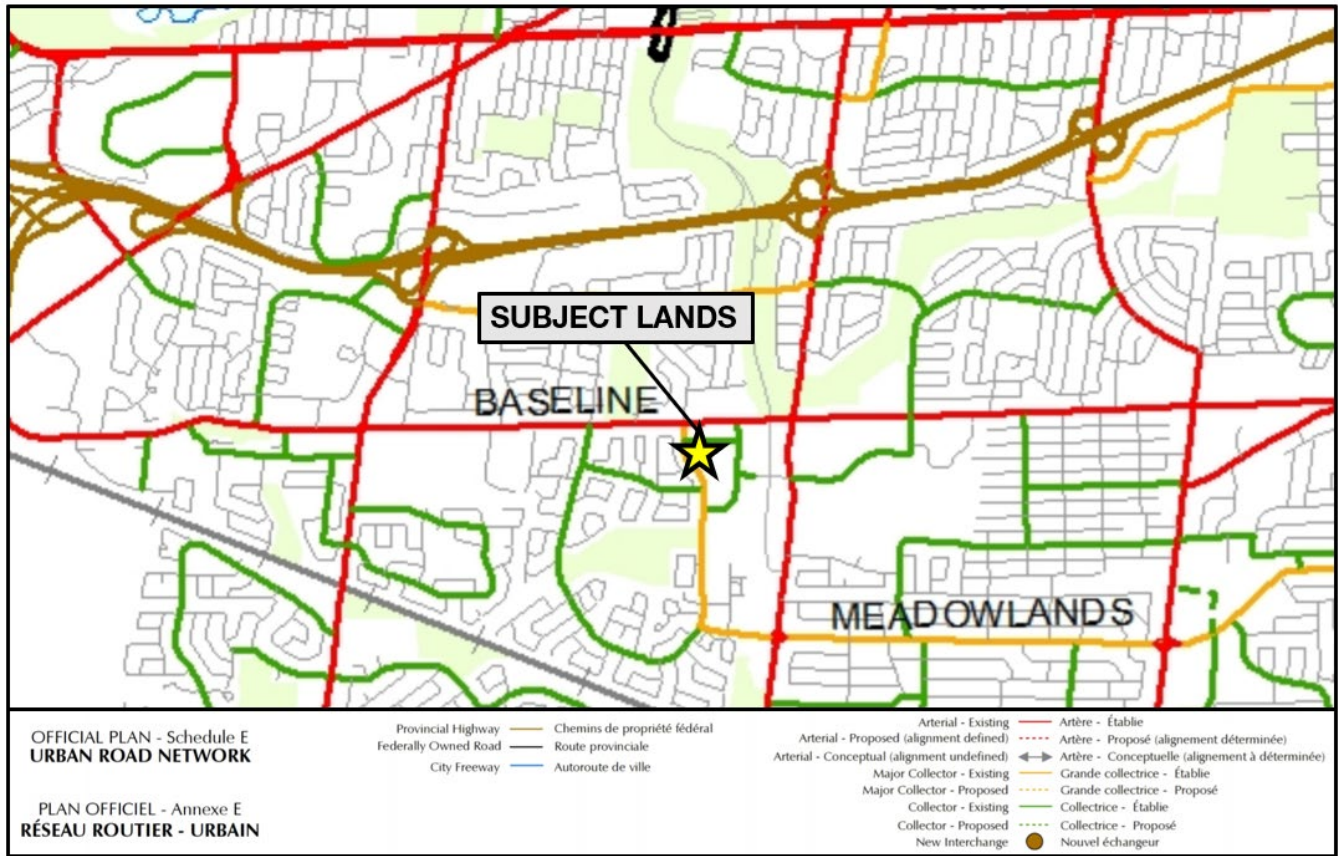 SUBJECT LANDS
BASELINE
MEADOWLANDS
OFFICIAL PLAN - Schedule E
URBAN ROAD NETWORK
PLAN OFFICIEL - Annexe E
RÉSEAU ROUTIER - URBAIN
Provincial Highway Chemins de propriété fédéral
Federally Owned Road Route provinciale
City Freeway Autoroute de ville
Arterial - Existing Artère - Établie
Arterial - Proposed (alignment defined) Artère - Proposé (alignement déterminée)
Arterial - Conceptual (alignment undefined) Artère - Conceptuelle (alignement à déterminée)
Major Collector - Existing Grande collectrice - Établie
Major Collector - Proposed Grande collectrice - Proposé
Collector - Existing Collectrice - Établie
Collector - Proposed Collectrice - Proposé
New Interchange Nouvel échangeur